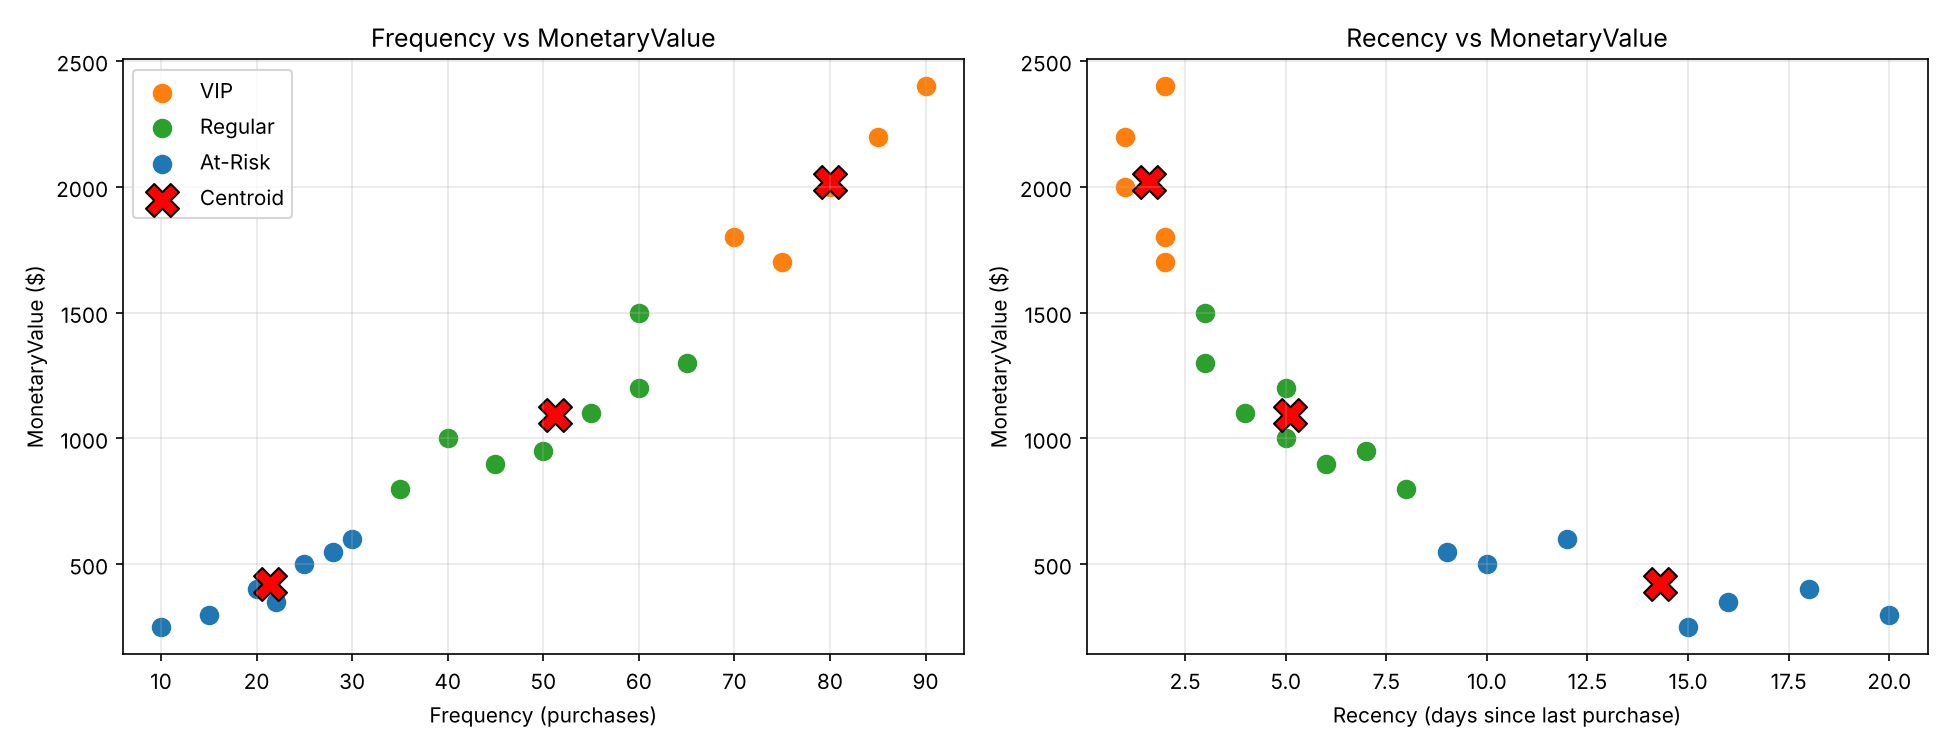 Frequency vs MonetaryValue
2500
2000
1500
1000
500
MonetaryValue ($)
VIP
Regular
At-Risk
Centroid
10 20 30 40 50 60 70 80 90
Frequency (purchases)
Recency vs MonetaryValue
2500
2000
1500
1000
500
MonetaryValue ($)
2.5 5.0 7.5 10.0 12.5 15.0 17.5 20.0
Recency (days since last purchase)